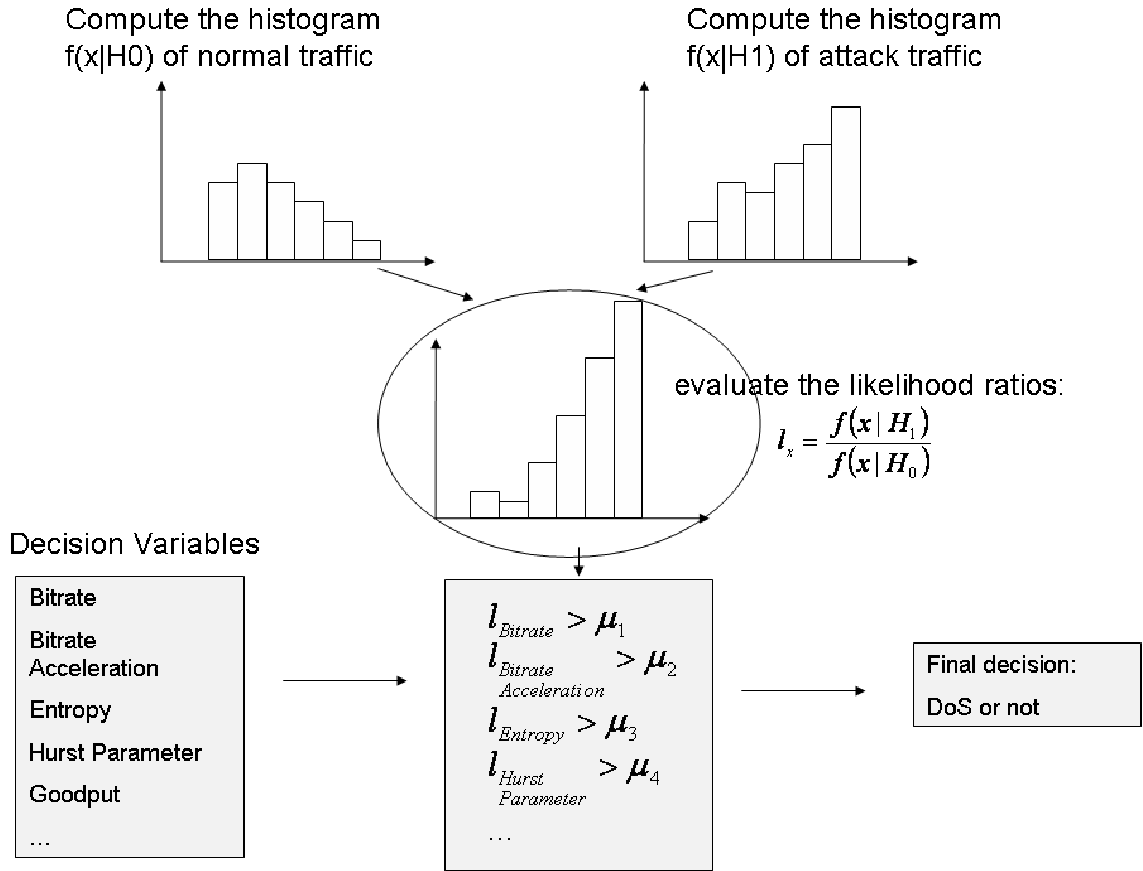 Compute the histogram
f(x|H0) of normal traffic
Compute the histogram
f(x|H1) of attack traffic
evaluate the likelihood ratios:
l_x = f(x | H_1) / f(x | H_0)
Decision Variables
Bitrate
Bitrate
Acceleration
Entropy
Hurst Parameter
Goodput
...
l_Bitrate > μ_1
l_Bitrate Acceleration > μ_2
l_Entropy > μ_3
l_Hurst Parameter > μ_4
...
Final decision:
DoS or not